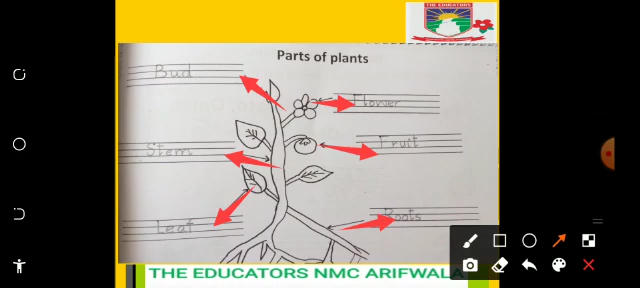 THE EDUCATORS
Parts of plants
Bud
Flower
Stem
Fruit
Leaf
Roots
THE EDUCATORS NMC ARIFWALA